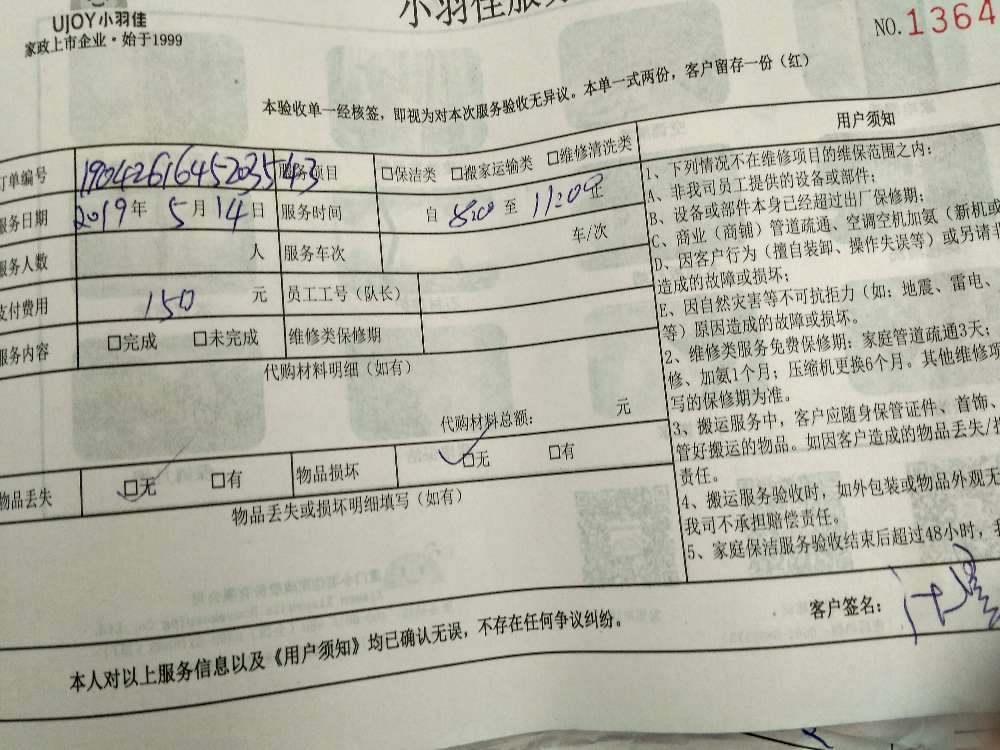 UJOY小羽佳
家政上市企业·始于1999
小羽佳服
NO.1364
本验收单一经核签，即视为对本次服务验收无异议。本单一式两份，客户留存一份（红）
订单编号 服务项目 □保洁类 □搬家运输类 □维修清洗类
服务日期 2019年5月14日 服务时间 自 8:20 至 11:20 止
服务人数 人 服务车次 车/次
支付费用 150 元 员工工号（队长）
服务内容 □完成 □未完成 维修类保修期
代购材料明细（如有）
代购材料总额： 元
物品丢失 □无 □有 物品损坏 □无 □有
物品丢失或损坏明细填写（如有）
用户须知
1、下列情况不在维修项目的维保范围之内；
A、非我司员工提供的设备或部件；
B、设备或部件本身已经超过出厂保修期；
C、商业（商铺）管道疏通、空调空机加氨（新机或
D、因客户行为（擅自装卸、操作失误等）或另请非
造成的故障或损坏；
E、因自然灾害等不可抗拒力（如：地震、雷电、
等）原因造成的故障或损坏。
2、维修类服务免费保修期：家庭管道疏通3天；
修、加氨1个月；压缩机更换6个月。其他维修项
写的保修期为准。
3、搬运服务中，客户应随身保管证件、首饰、
管好搬运的物品。如因客户造成的物品丢失/损
责任。
4、搬运服务验收时，如外包装或物品外观无
我司不承担赔偿责任。
5、家庭保洁服务验收结束后超过48小时，我
客户签名：
本人对以上服务信息以及《用户须知》均已确认无误，不存在任何争议纠纷。